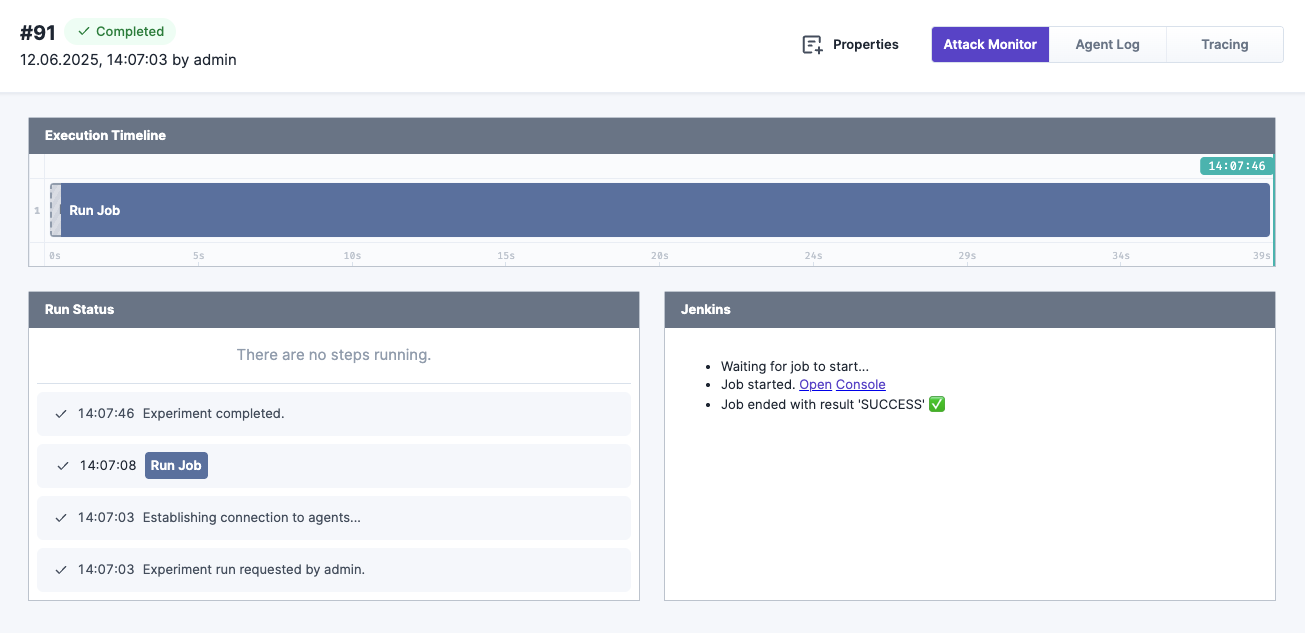 #91 Completed
12.06.2025, 14:07:03 by admin
Properties
Attack Monitor
Agent Log
Tracing
Execution Timeline
14:07:46
1
Run Job
0s 5s 10s 15s 20s 24s 29s 34s 39s
Run Status
There are no steps running.
14:07:46 Experiment completed.
14:07:08 Run Job
14:07:03 Establishing connection to agents...
14:07:03 Experiment run requested by admin.
Jenkins
Waiting for job to start...
Job started. Open Console
Job ended with result 'SUCCESS' ✅